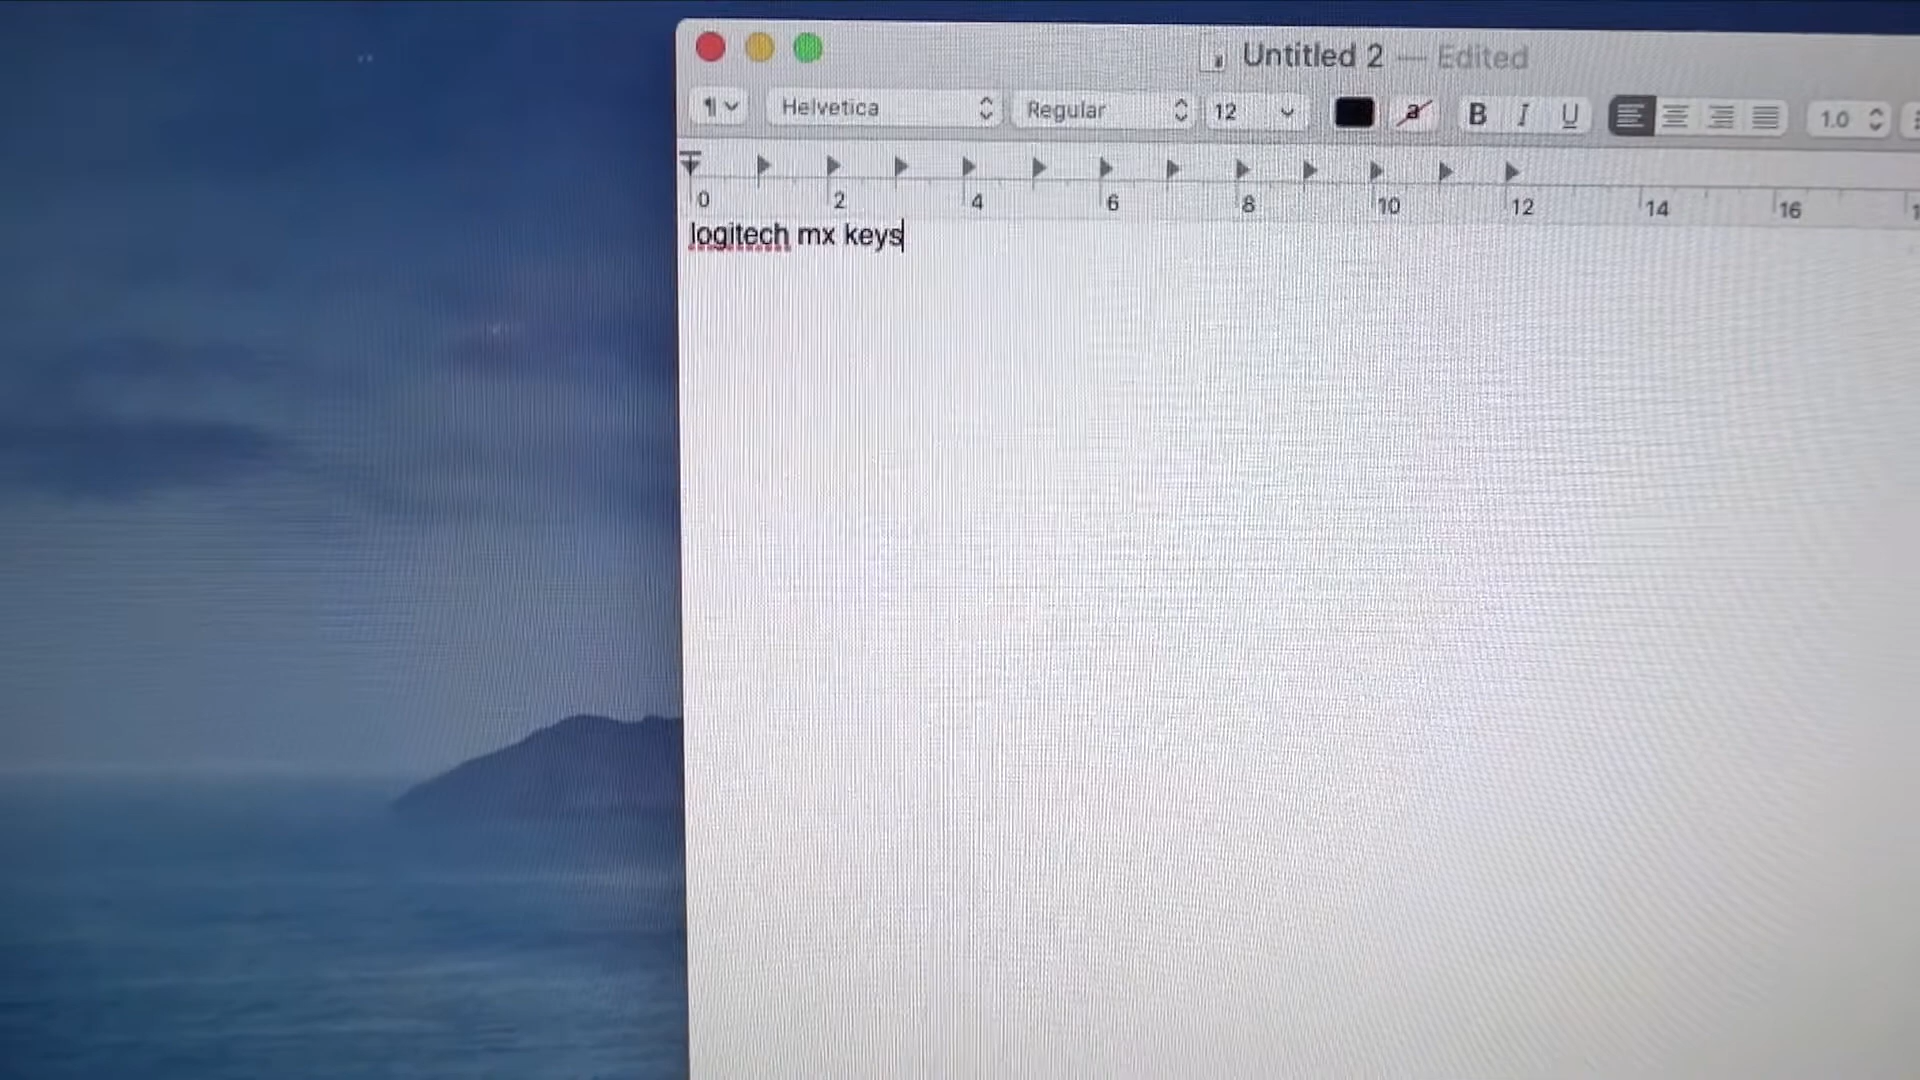 Untitled 2 — Edited
¶ Helvetica Regular 12 a B I U 1.0
0 2 4 6 8 10 12 14 16
logitech mx keys